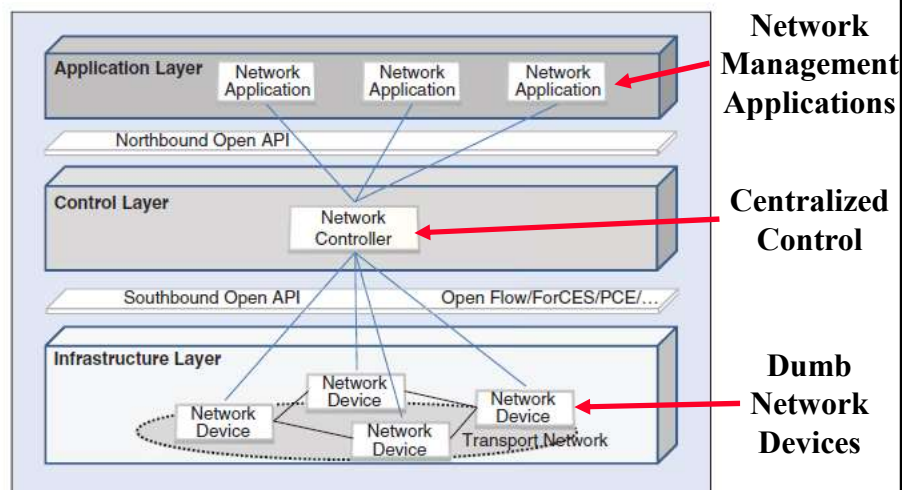 Application Layer
Network
Application
Network
Application
Network
Application
Network
Management
Applications
Northbound Open API
Control Layer
Network
Controller
Centralized
Control
Southbound Open API
Open Flow/ForCES/PCE/...
Infrastructure Layer
Network
Device
Network
Device
Network
Device
Network
Device
Transport Network
Dumb
Network
Devices